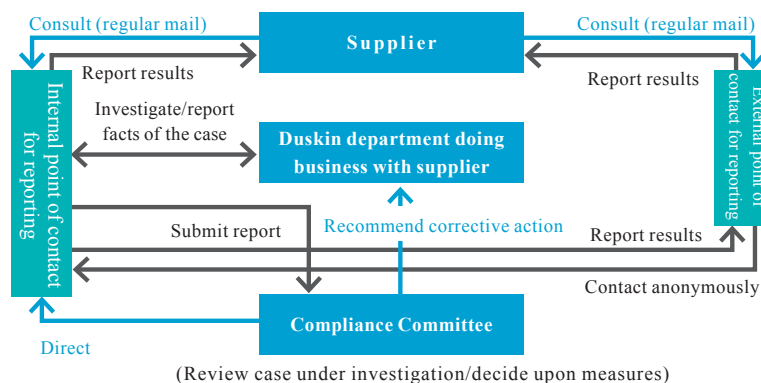 Consult (regular mail)
Supplier
Consult (regular mail)
Report results
Report results
Internal point of contact
for reporting
External point of
contact for reporting
Investigate/report
facts of the case
Duskin department doing
business with supplier
Submit report
Recommend corrective action
Report results
Contact anonymously
Compliance Committee
Direct
(Review case under investigation/decide upon measures)